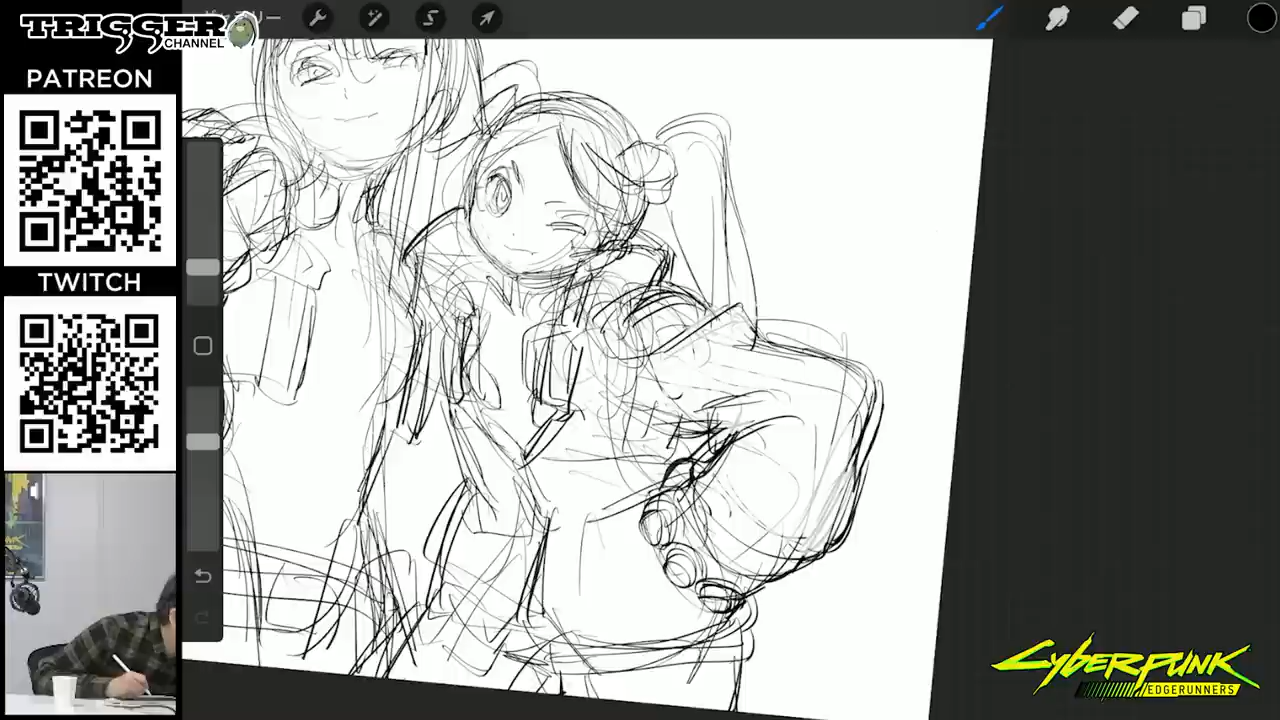 TRIGGER
CHANNEL
PATREON
TWITCH
CYBERPUNK
EDGERUNNERS